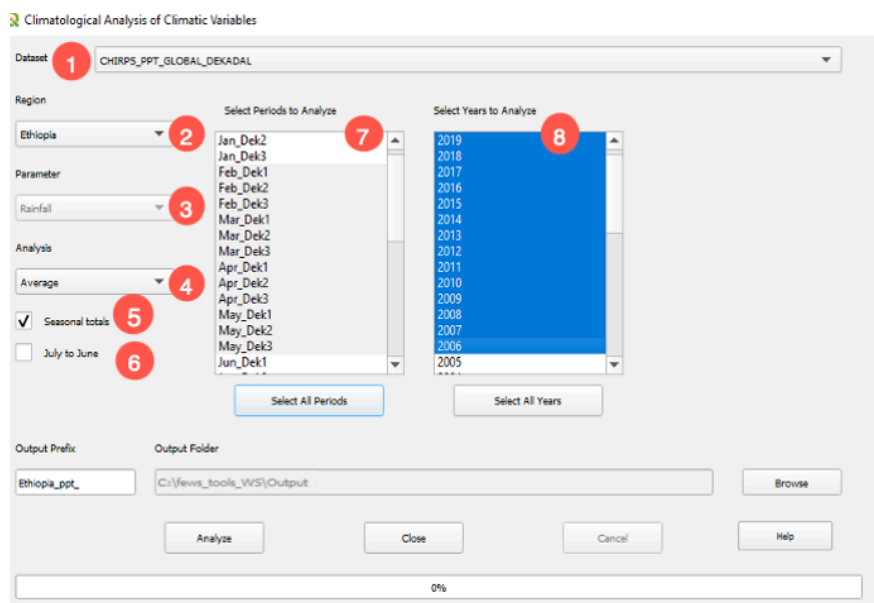 Climatological Analysis of Climatic Variables
Dataset
1
CHIRPS_PPT_GLOBAL_DEKADAL
Region
Ethiopia
2
Parameter
Rainfall
3
Analysis
Average
4
Seasonal totals
5
July to June
6
Select Periods to Analyze
7
Jan_Dek2
Jan_Dek3
Feb_Dek1
Feb_Dek2
Feb_Dek3
Mar_Dek1
Mar_Dek2
Mar_Dek3
Apr_Dek1
Apr_Dek2
Apr_Dek3
May_Dek1
May_Dek2
May_Dek3
Jun_Dek1
Select All Periods
Select Years to Analyze
8
2019
2018
2017
2016
2015
2014
2013
2012
2011
2010
2009
2008
2007
2006
2005
Select All Years
Output Prefix
Output Folder
Ethiopia_ppt_
C:\fews_tools_WS\Output
Browse
Analyze
Close
Cancel
Help
0%